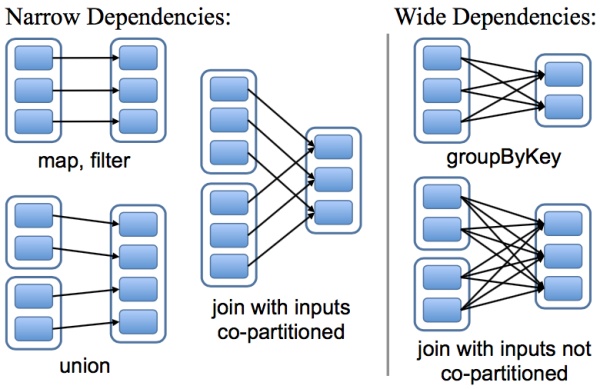 Narrow Dependencies:
Wide Dependencies:
map, filter
groupByKey
join with inputs
co-partitioned
union
join with inputs not
co-partitioned